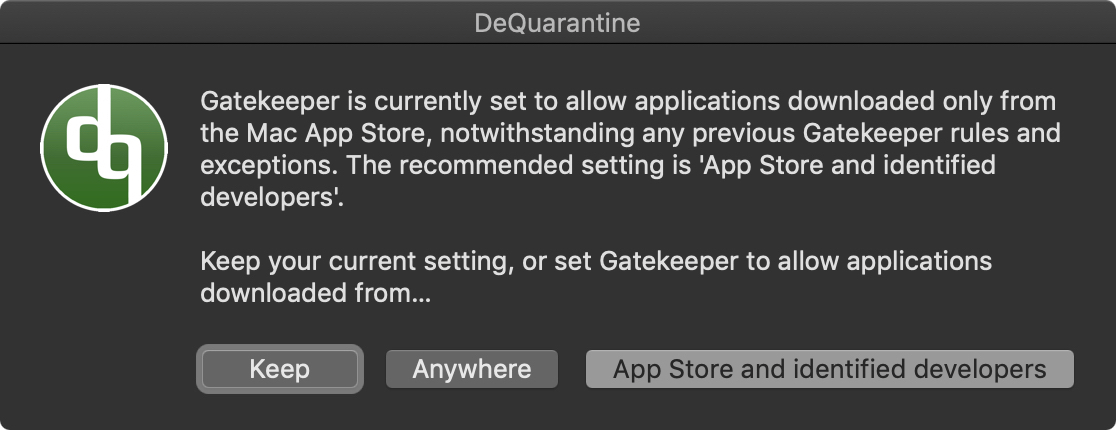 DeQuarantine
dq
Gatekeeper is currently set to allow applications downloaded only from
the Mac App Store, notwithstanding any previous Gatekeeper rules and
exceptions. The recommended setting is 'App Store and identified
developers'.
Keep your current setting, or set Gatekeeper to allow applications
downloaded from...
Keep
Anywhere
App Store and identified developers